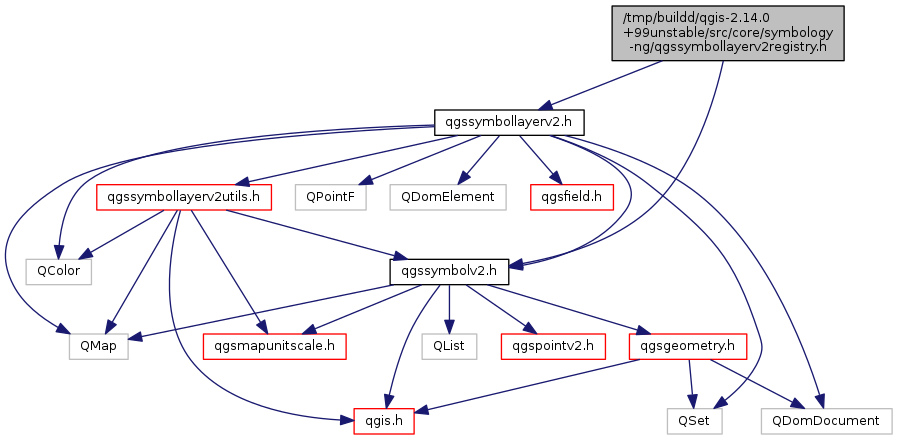 /tmp/buildd/qgis-2.14.0
+99unstable/src/core/symbology
-ng/qgssymbollayerv2registry.h
qgssymbollayerv2.h
qgssymbollayerv2utils.h
QPointF
QDomElement
qgsfield.h
QColor
qgssymbolv2.h
QMap
qgsmapunitscale.h
QList
qgspointv2.h
qgsgeometry.h
qgis.h
QSet
QDomDocument